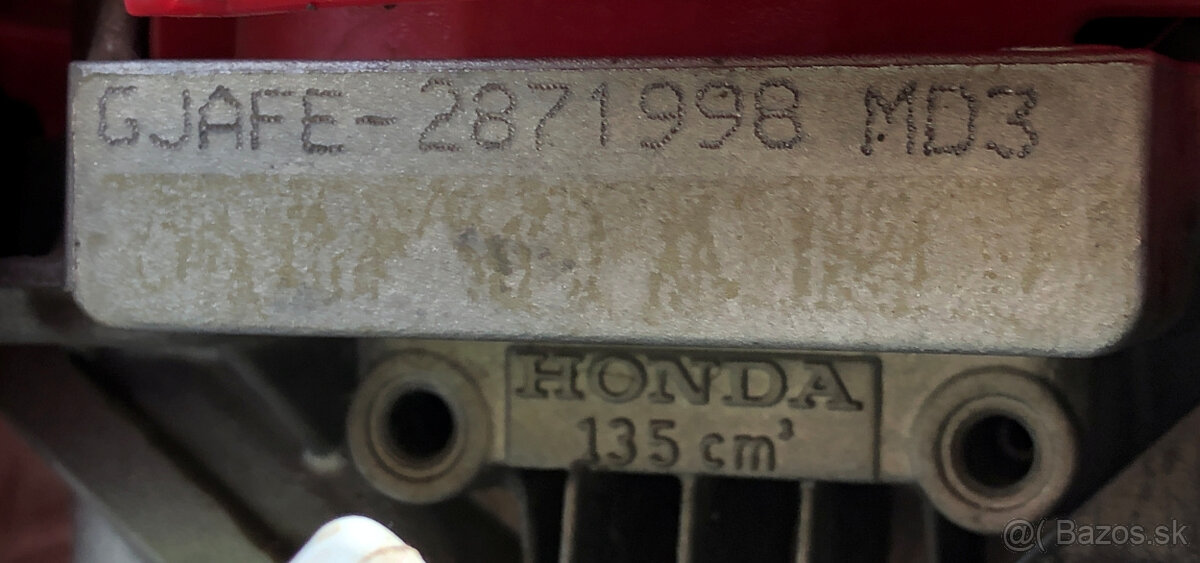 GJAFE-2871998 MD3
HONDA
135 cm³
@( Bazos.sk